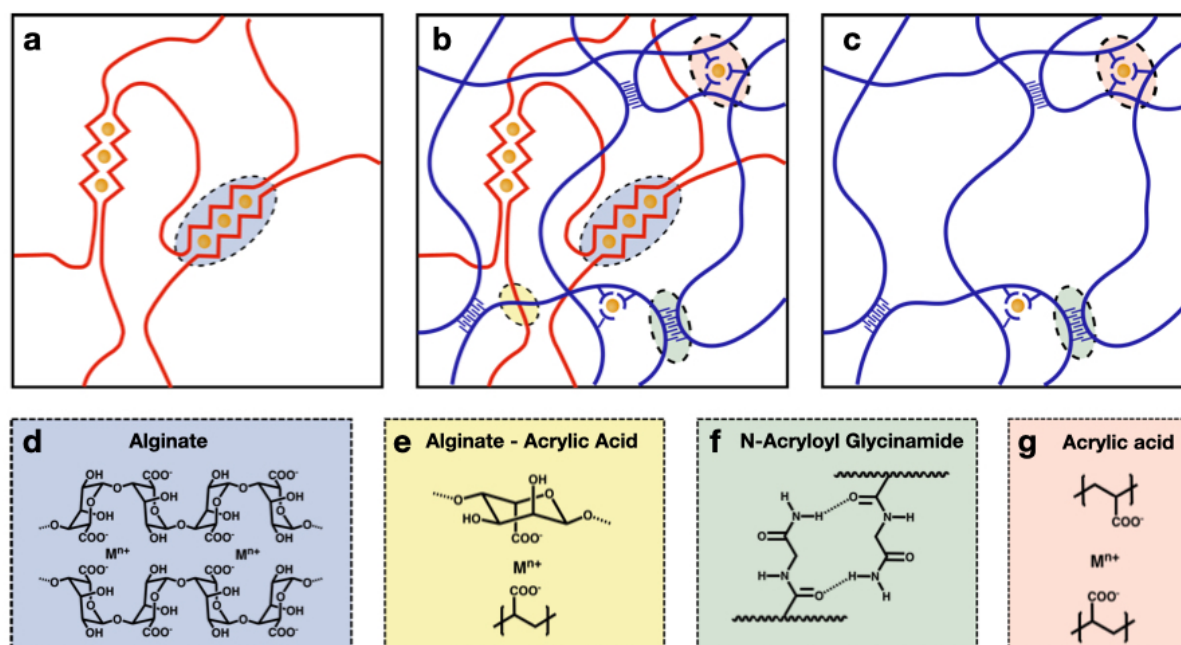 a
b
c
d Alginate
OH COO⁻ OH COO⁻
OH OH
OH OH
COO⁻ OH COO⁻ OH
Mⁿ⁺ Mⁿ⁺
COO⁻ OH COO⁻ OH
OH OH
OH OH
OH COO⁻ OH COO⁻
e Alginate - Acrylic Acid
OH
O
HO O
COO⁻
Mⁿ⁺
COO⁻
f N-Acryloyl Glycinamide
H
N-H O N-H
O O
H-N H-N
O H
g Acrylic acid
COO⁻
Mⁿ⁺
COO⁻